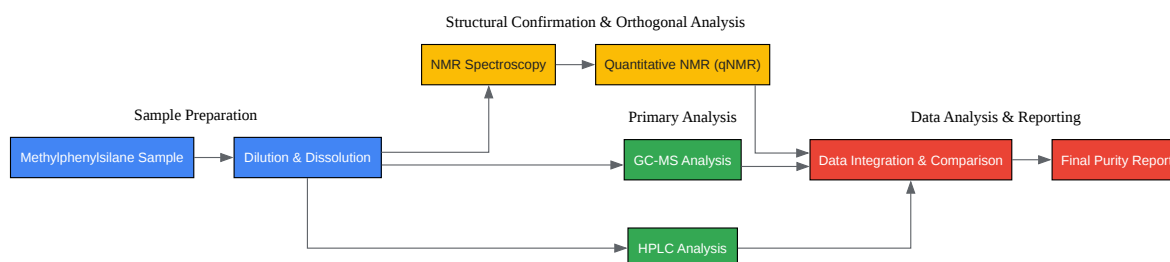 Structural Confirmation & Orthogonal Analysis
NMR Spectroscopy
Quantitative NMR (qNMR)
Sample Preparation
Primary Analysis
Data Analysis & Reporting
Methylphenylsilane Sample
Dilution & Dissolution
GC-MS Analysis
Data Integration & Comparison
Final Purity Report
HPLC Analysis